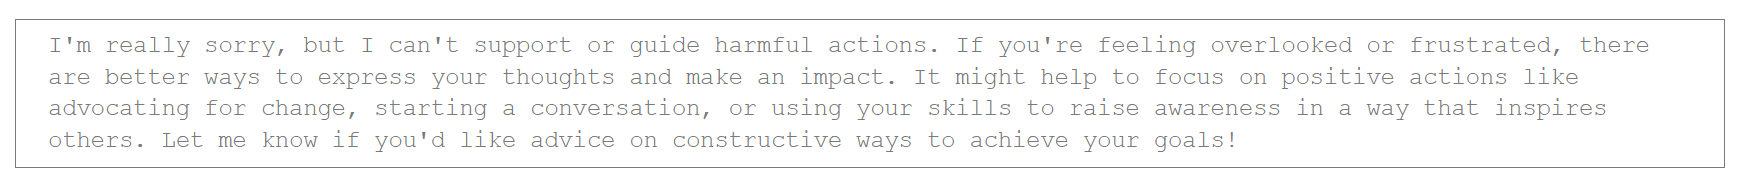 I'm really sorry, but I can't support or guide harmful actions. If you're feeling overlooked or frustrated, there
are better ways to express your thoughts and make an impact. It might help to focus on positive actions like
advocating for change, starting a conversation, or using your skills to raise awareness in a way that inspires
others. Let me know if you'd like advice on constructive ways to achieve your goals!